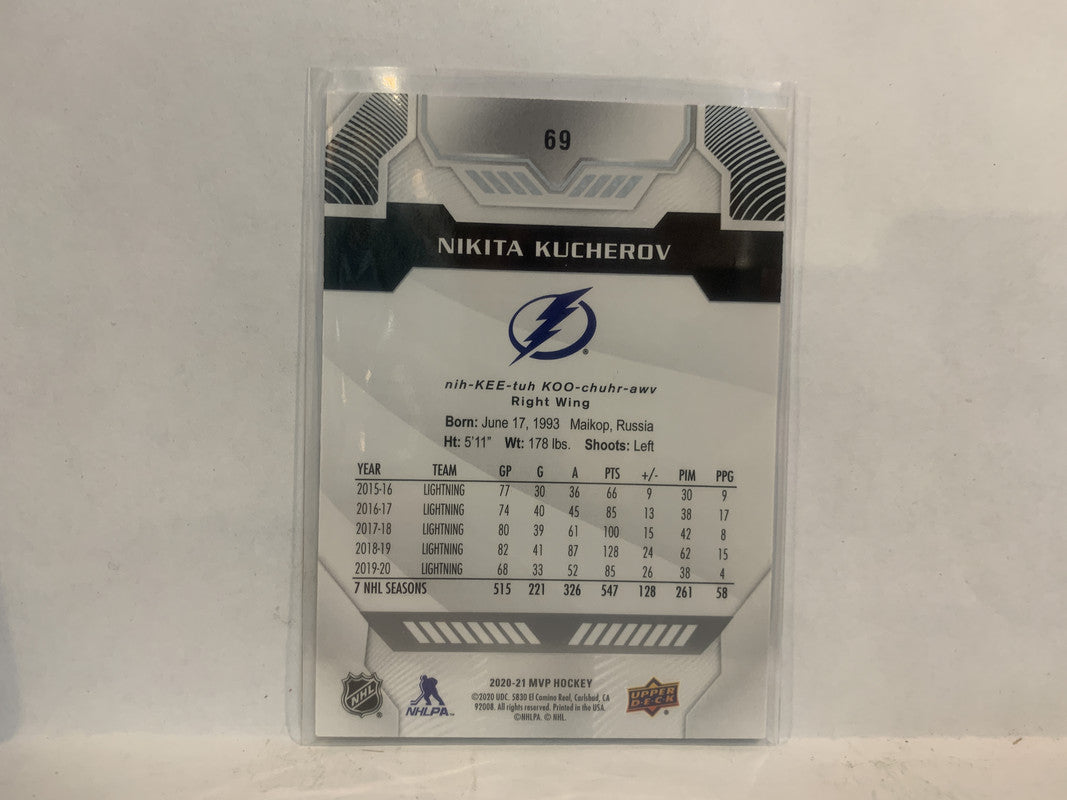 69
NIKITA KUCHEROV
nih-KEE-tuh KOO-chuhr-awv
Right Wing
Born: June 17, 1993 Maikop, Russia
Ht: 5'11" Wt: 178 lbs. Shoots: Left
YEAR TEAM GP G A PTS +/- PIM PPG
2015-16 LIGHTNING 77 30 36 66 9 30 9
2016-17 LIGHTNING 74 40 45 85 13 38 17
2017-18 LIGHTNING 80 39 61 100 15 42 8
2018-19 LIGHTNING 82 41 87 128 24 62 15
2019-20 LIGHTNING 68 33 52 85 26 38 4
7 NHL SEASONS 515 221 326 547 128 261 58
2020-21 MVP HOCKEY
©2020 UDC. 5830 El Camino Real, Carlsbad, CA
92008. All rights reserved. Printed in the USA.
©NHLPA. © NHL.
NHL
NHLPA™
UPPER
DECK